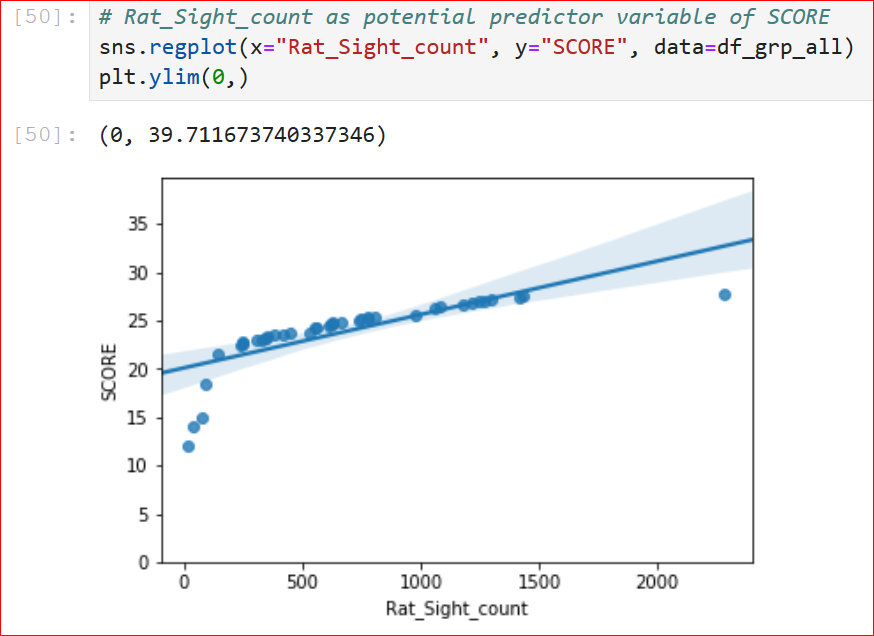 [50]: # Rat_Sight_count as potential predictor variable of SCORE
sns.regplot(x="Rat_Sight_count", y="SCORE", data=df_grp_all)
plt.ylim(0,)
[50]: (0, 39.711673740337346)
35
30
25
20
15
10
5
0
SCORE
0 500 1000 1500 2000
Rat_Sight_count